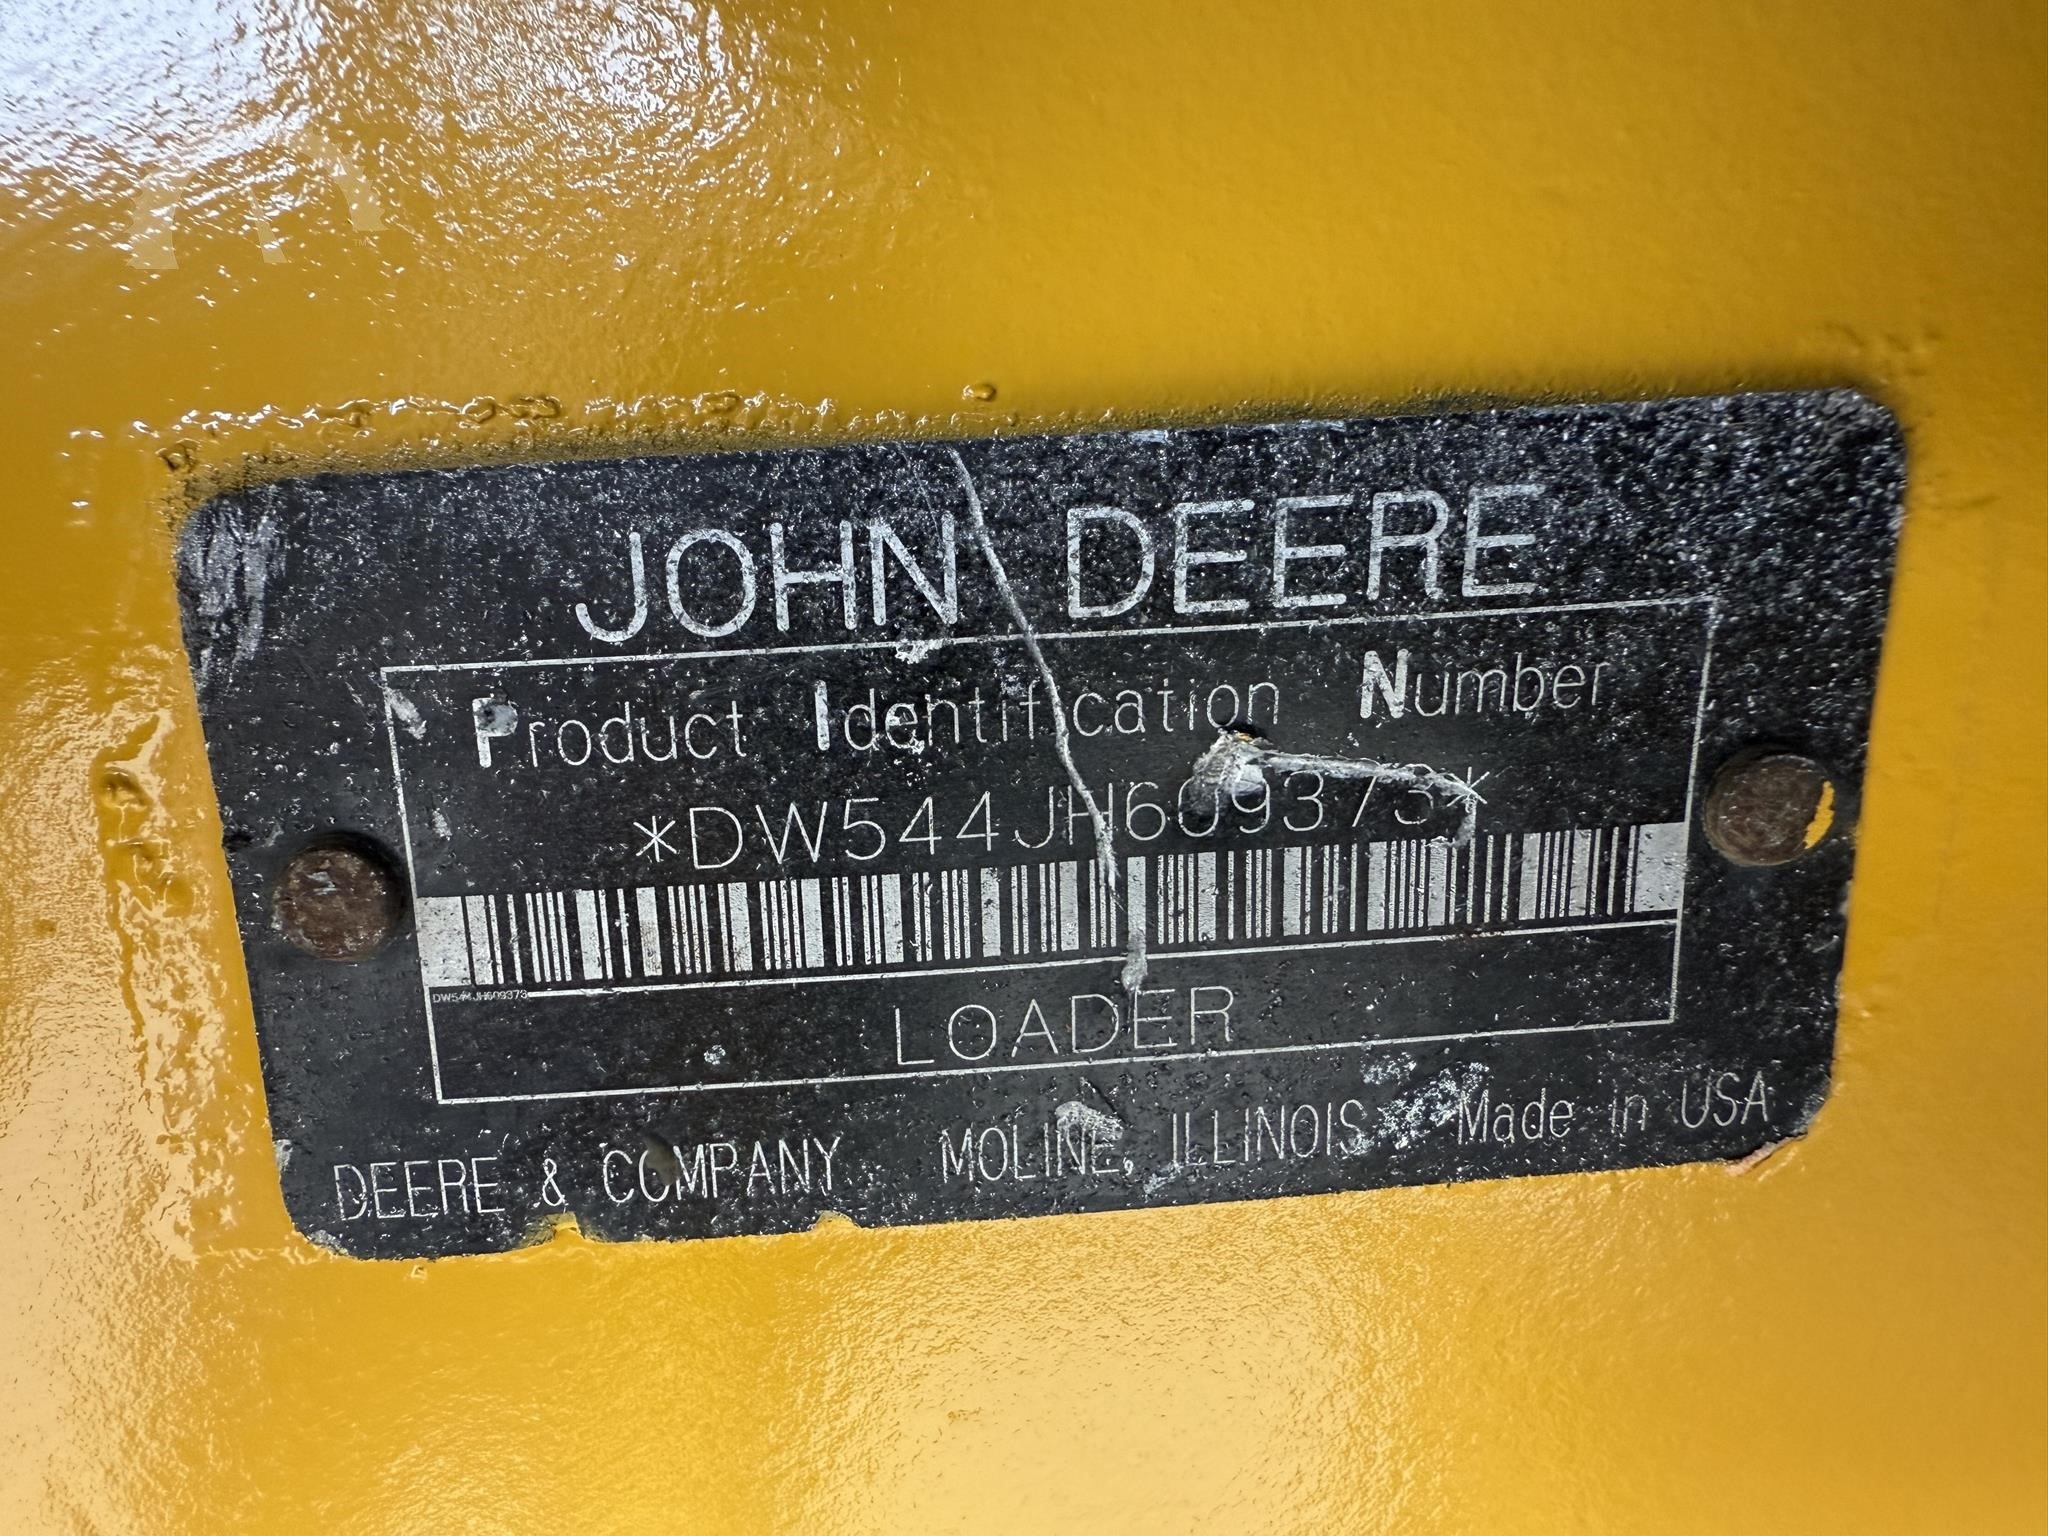 JOHN DEERE
Product Identification Number
*DW544JH609373*
DW544JH609373
LOADER
DEERE & COMPANY MOLINE, ILLINOIS Made in USA